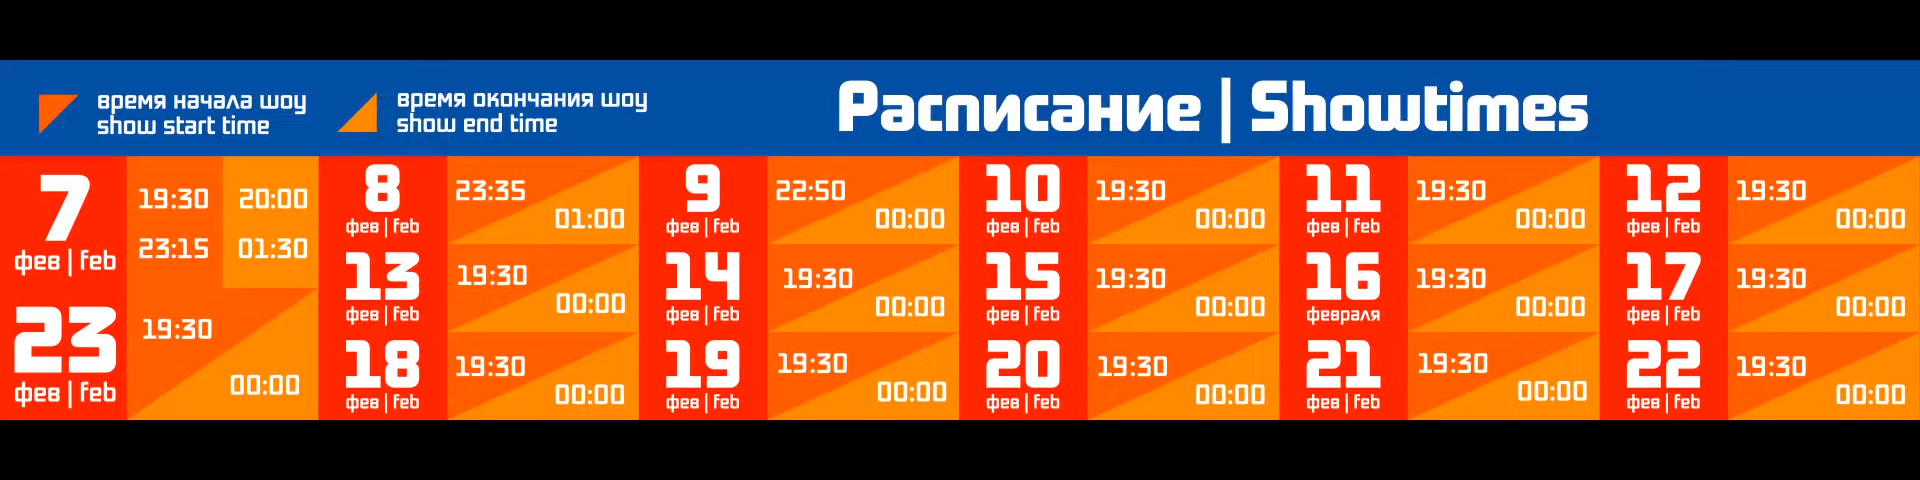 время начала шоу
show start time
время окончания шоу
show end time
Расписание | Showtimes
7
фев | feb
19:30 20:00
23:15 01:30
8
фев | feb
23:35
01:00
9
фев | feb
22:50
00:00
10
фев | feb
19:30
00:00
11
фев | feb
19:30
00:00
12
фев | feb
19:30
00:00
13
фев | feb
19:30
00:00
14
фев | feb
19:30
00:00
15
фев | feb
19:30
00:00
16
февраля
19:30
00:00
17
фев | feb
19:30
00:00
23
фев | feb
19:30
00:00
18
фев | feb
19:30
00:00
19
фев | feb
19:30
00:00
20
фев | feb
19:30
00:00
21
фев | feb
19:30
00:00
22
фев | feb
19:30
00:00